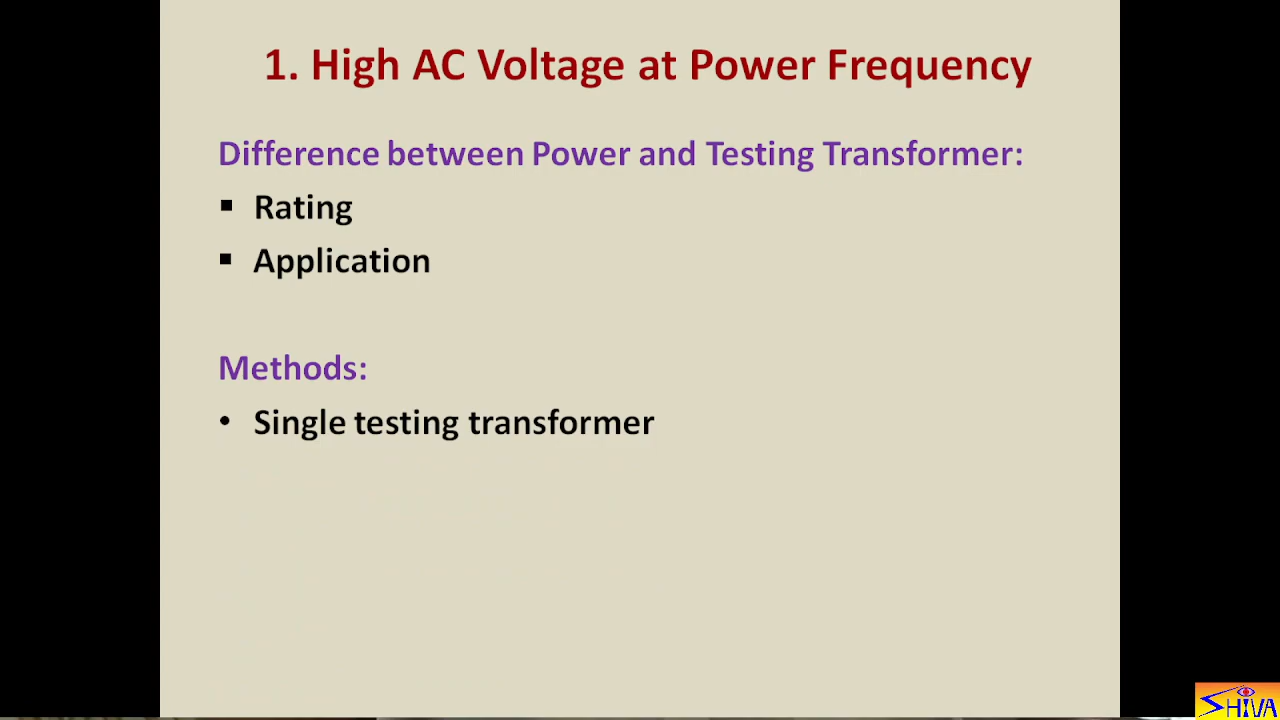 1. High AC Voltage at Power Frequency
Difference between Power and Testing Transformer:
▪ Rating
▪ Application
Methods:
• Single testing transformer
SHIVA